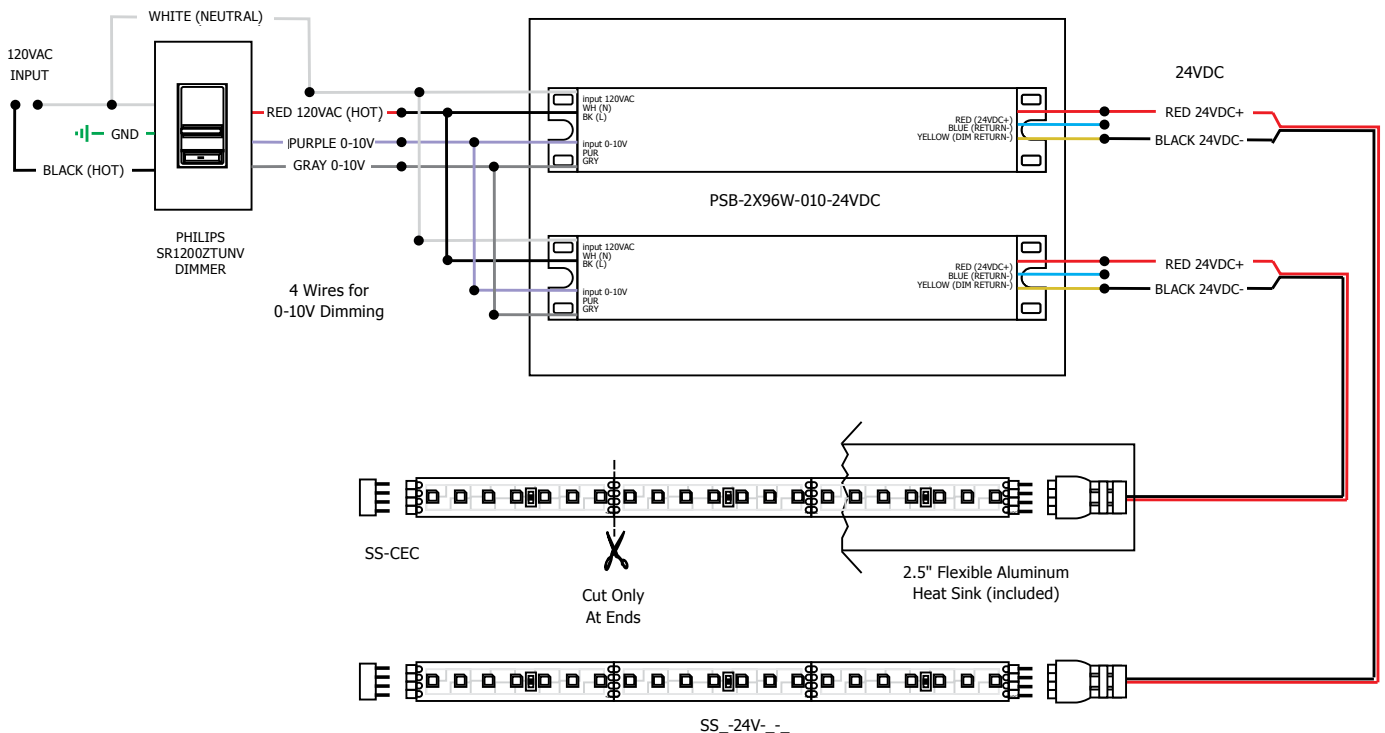 WHITE (NEUTRAL)
120VAC
INPUT
GND
BLACK (HOT)
PHILIPS
SR1200ZTUNV
DIMMER
RED 120VAC (HOT)
PURPLE 0-10V
GRAY 0-10V
4 Wires for
0-10V Dimming
input 120VAC
WH (N)
BK (L)
input 0-10V
PUR
GRY
RED (24VDC+)
BLUE (RETURN-)
YELLOW (DIM RETURN-)
PSB-2X96W-010-24VDC
input 120VAC
WH (N)
BK (L)
input 0-10V
PUR
GRY
RED (24VDC+)
BLUE (RETURN-)
YELLOW (DIM RETURN-)
24VDC
RED 24VDC+
BLACK 24VDC-
RED 24VDC+
BLACK 24VDC-
SS-CEC
Cut Only
At Ends
2.5" Flexible Aluminum
Heat Sink (included)
SS_-24V-_-_